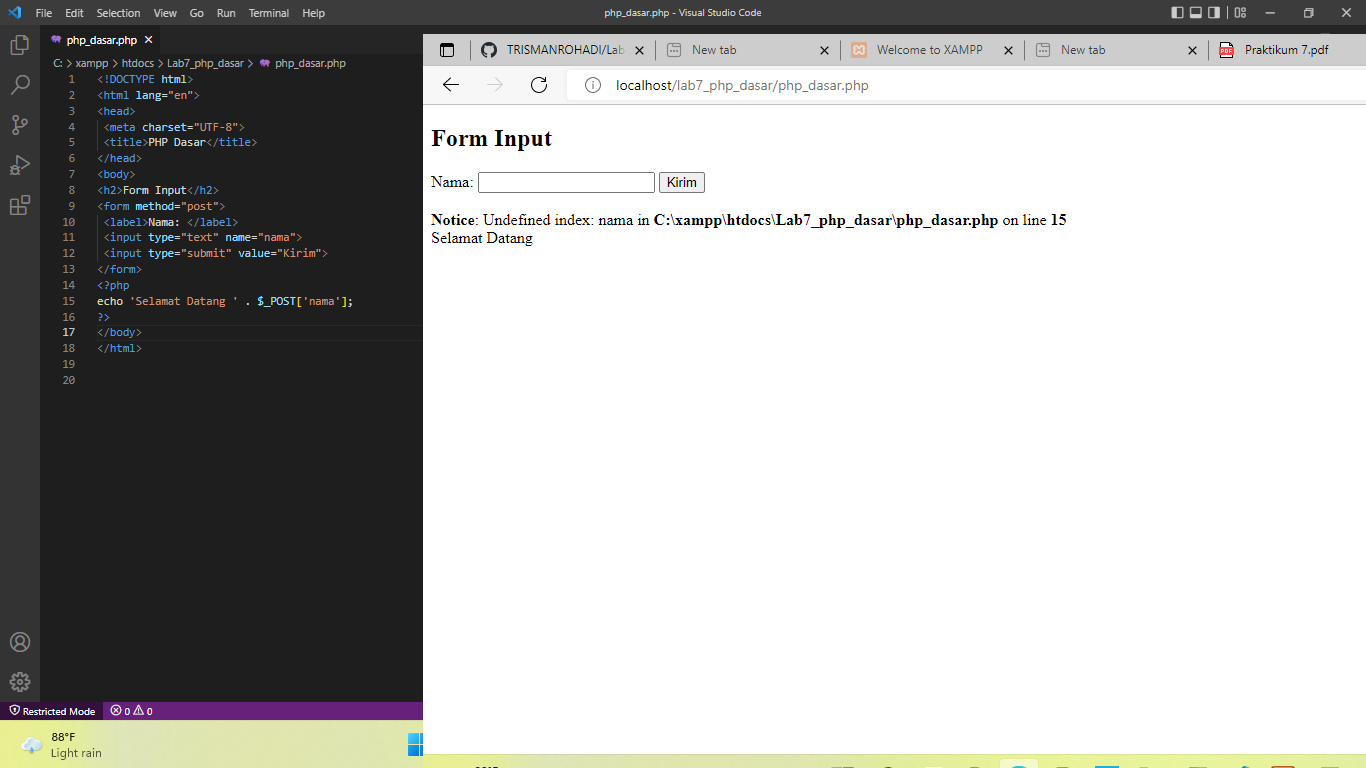 File Edit Selection View Go Run Terminal Help
php_dasar.php - Visual Studio Code
php_dasar.php
C: > xampp > htdocs > Lab7_php_dasar > php_dasar.php
1 <!DOCTYPE html>
2 <html lang="en">
3 <head>
4 <meta charset="UTF-8">
5 <title>PHP Dasar</title>
6 </head>
7 <body>
8 <h2>Form Input</h2>
9 <form method="post">
10 <label>Nama: </label>
11 <input type="text" name="nama">
12 <input type="submit" value="Kirim">
13 </form>
14 <?php
15 echo 'Selamat Datang ' . $_POST['nama'];
16 ?>
17 </body>
18 </html>
19
20
Restricted Mode 0 0
88°F
Light rain
TRISMANROHADI/Lab New tab Welcome to XAMPP New tab PDF Praktikum 7.pdf
localhost/lab7_php_dasar/php_dasar.php
Form Input
Nama: Kirim
Notice: Undefined index: nama in C:\xampp\htdocs\Lab7_php_dasar\php_dasar.php on line 15
Selamat Datang